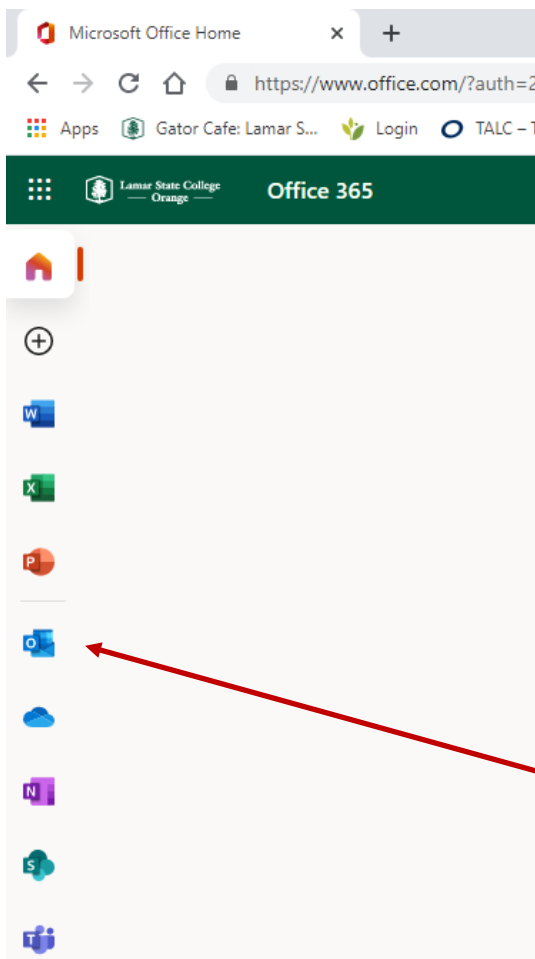 Microsoft Office Home
https://www.office.com/?auth=2
Apps Gator Cafe: Lamar S... Login TALC – T
Lamar State College
Orange
Office 365
W
X
P
O
N
S
T